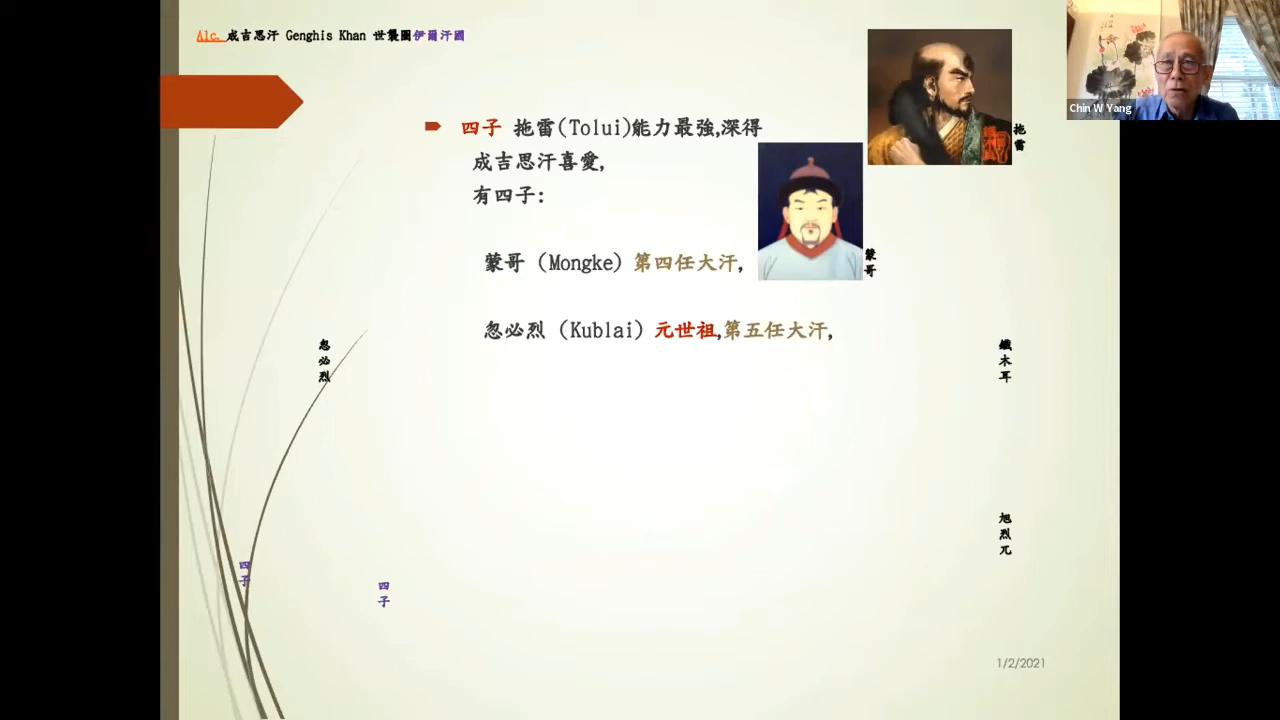 A1c. 成吉思汗 Genghis Khan 世襲圖伊爾汗國
Chin W Yang
四子 拖雷(Tolui)能力最強,深得
成吉思汗喜愛,
有四子:
拖雷
蒙哥 (Mongke) 第四任大汗,
蒙哥
忽必烈 (Kublai) 元世祖,第五任大汗,
忽必烈
鐵木耳
旭烈兀
四子
四子
1/2/2021